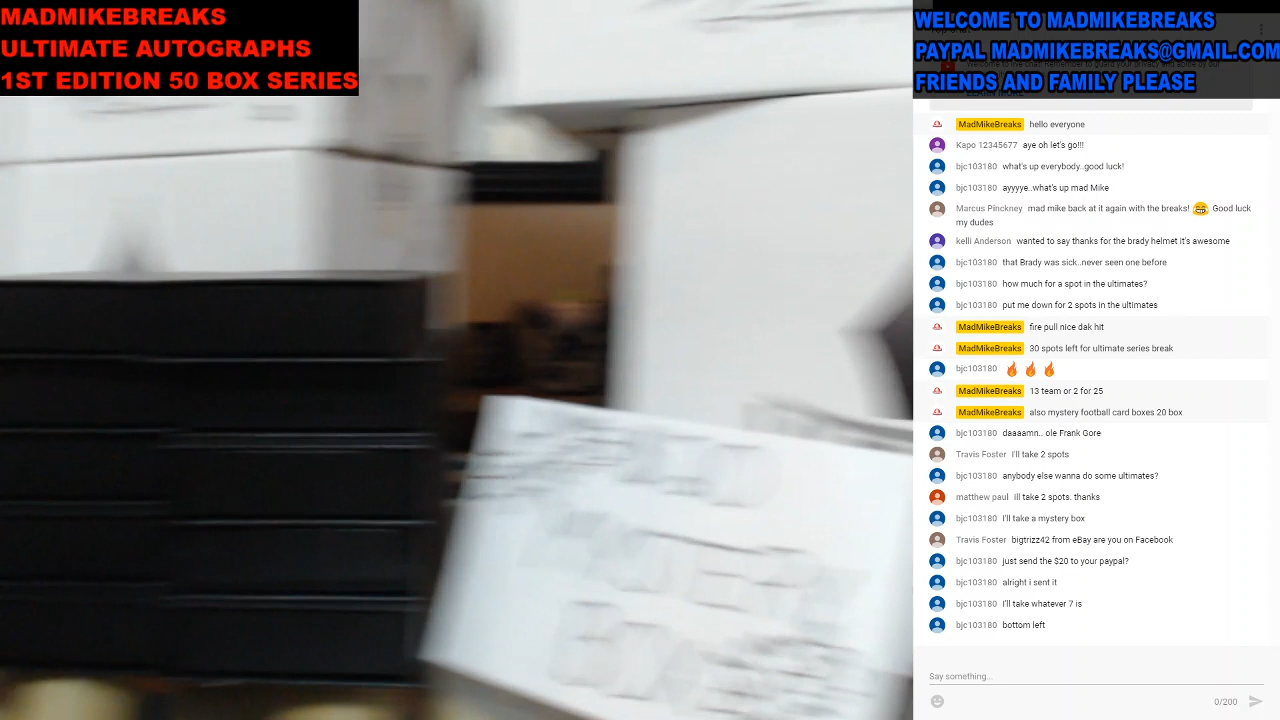 MADMIKEBREAKS
ULTIMATE AUTOGRAPHS
1ST EDITION 50 BOX SERIES
WELCOME TO MADMIKEBREAKS
PAYPAL MADMIKEBREAKS@GMAIL.COM
FRIENDS AND FAMILY PLEASE
MadMikeBreaks hello everyone
Kapo 12345677 aye oh let's go!!!
bjc103180 what's up everybody..good luck!
bjc103180 ayyyye..what's up mad Mike
Marcus Pinckney mad mike back at it again with the breaks! 😂 Good luck
my dudes
kelli Anderson wanted to say thanks for the brady helmet it's awesome
bjc103180 that Brady was sick..never seen one before
bjc103180 how much for a spot in the ultimates?
bjc103180 put me down for 2 spots in the ultimates
MadMikeBreaks fire pull nice dak hit
MadMikeBreaks 30 spots left for ultimate series break
bjc103180 🔥 🔥 🔥
MadMikeBreaks 13 team or 2 for 25
MadMikeBreaks also mystery football card boxes 20 box
bjc103180 daaaamn.. ole Frank Gore
Travis Foster I'll take 2 spots
bjc103180 anybody else wanna do some ultimates?
matthew paul ill take 2 spots. thanks
bjc103180 I'll take a mystery box
Travis Foster bigtrizz42 from eBay are you on Facebook
bjc103180 just send the $20 to your paypal?
bjc103180 alright i sent it
bjc103180 I'll take whatever 7 is
bjc103180 bottom left
Say something...
0/200